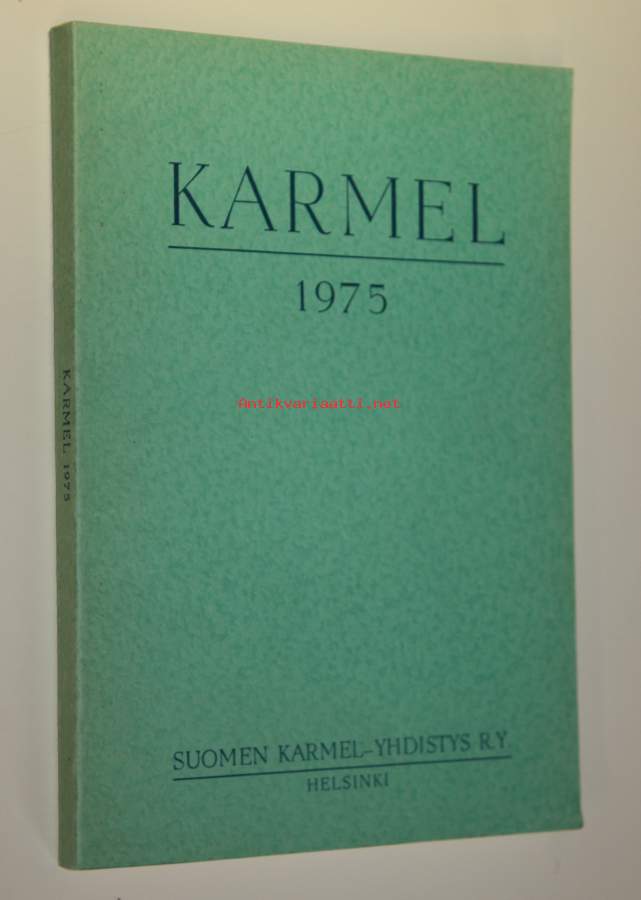 KARMEL
1975
Antikvariaatti.net
KARMEL 1975
SUOMEN KARMEL-YHDISTYS R.Y.
HELSINKI